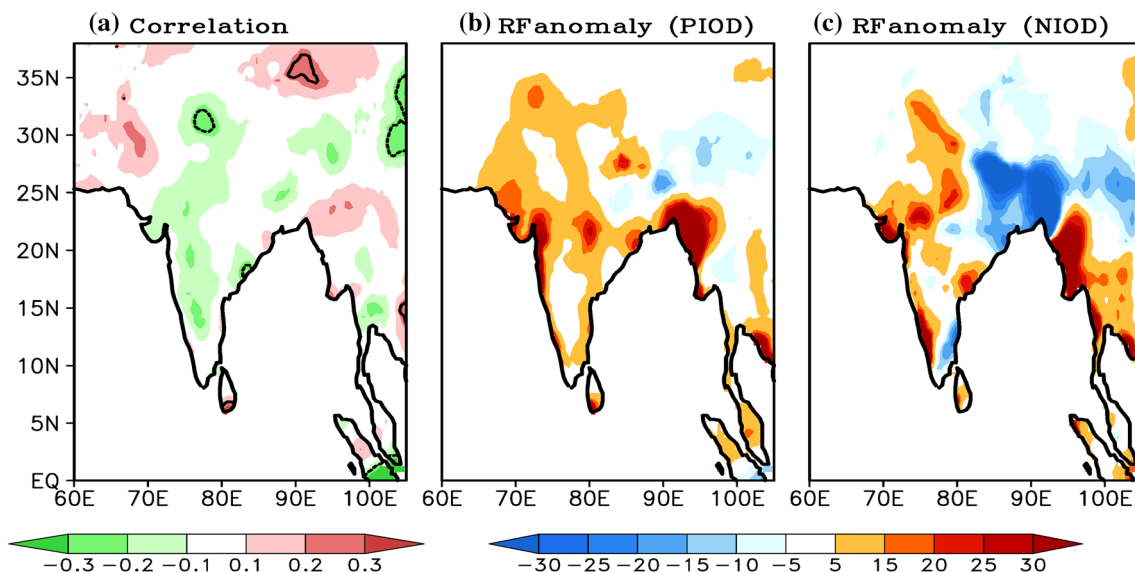 (a) Correlation
(b) RFanomaly (PIOD)
(c) RFanomaly (NIOD)
35N
30N
25N
20N
15N
10N
5N
EQ
60E 70E 80E 90E 100E
60E 70E 80E 90E 100E
60E 70E 80E 90E 100E
-0.3 -0.2 -0.1 0.1 0.2 0.3
-30 -25 -20 -15 -10 -5 5 15 20 25 30